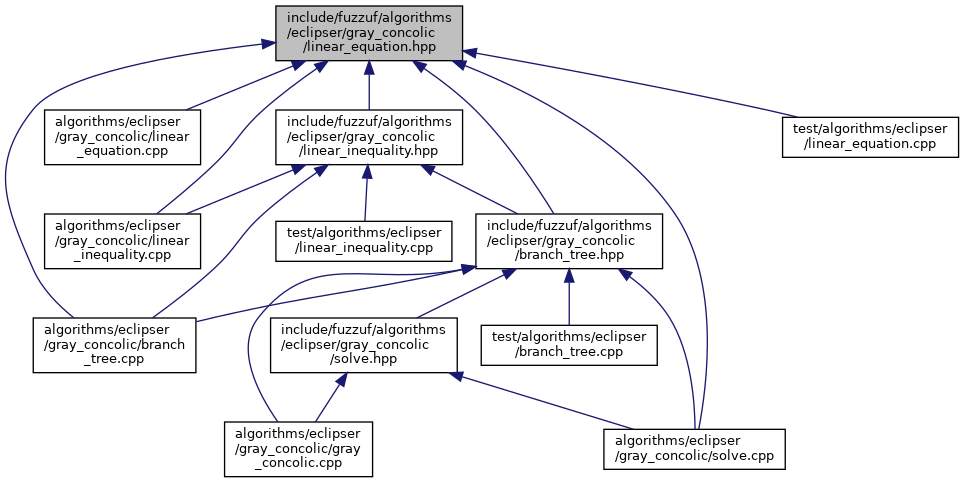 include/fuzzuf/algorithms
/eclipser/gray_concolic
/linear_equation.hpp
algorithms/eclipser
/gray_concolic/linear
_equation.cpp
include/fuzzuf/algorithms
/eclipser/gray_concolic
/linear_inequality.hpp
test/algorithms/eclipser
/linear_equation.cpp
algorithms/eclipser
/gray_concolic/linear
_inequality.cpp
test/algorithms/eclipser
/linear_inequality.cpp
include/fuzzuf/algorithms
/eclipser/gray_concolic
/branch_tree.hpp
algorithms/eclipser
/gray_concolic/branch
_tree.cpp
include/fuzzuf/algorithms
/eclipser/gray_concolic
/solve.hpp
test/algorithms/eclipser
/branch_tree.cpp
algorithms/eclipser
/gray_concolic/gray
_concolic.cpp
algorithms/eclipser
/gray_concolic/solve.cpp